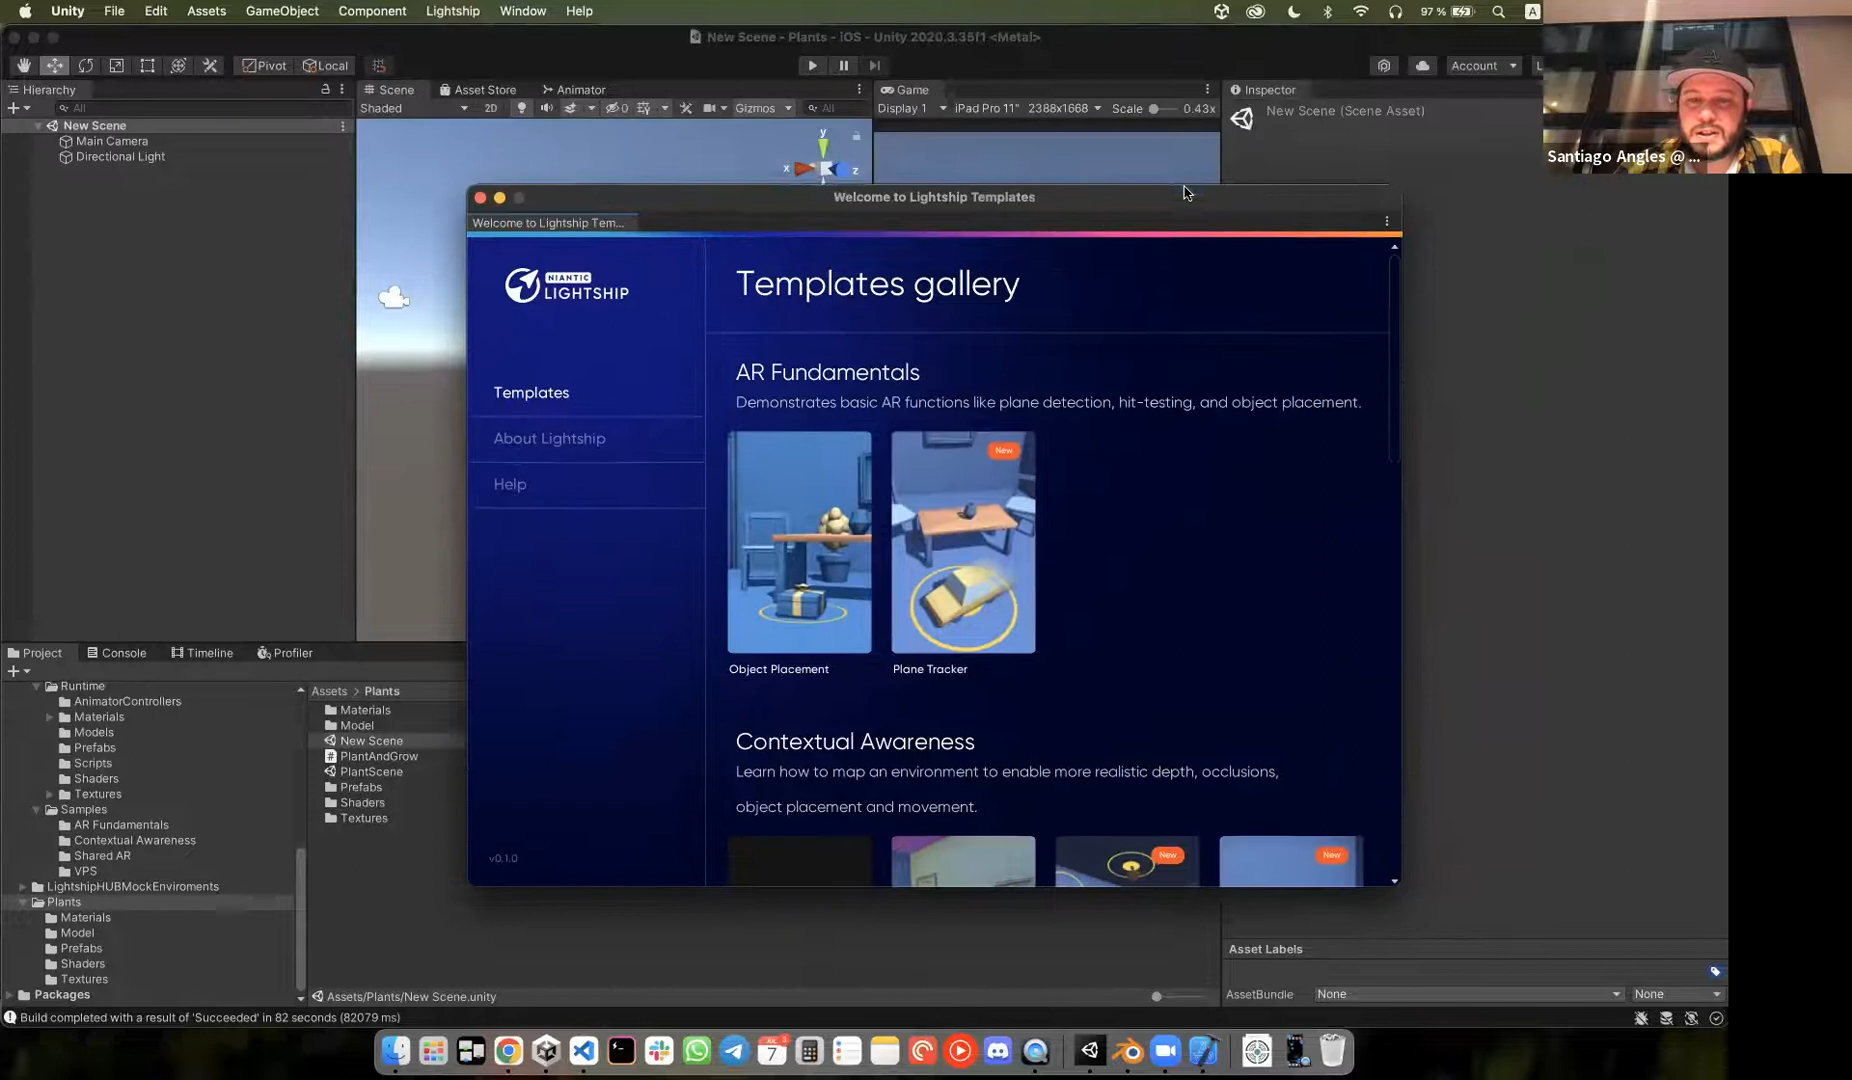 Unity File Edit Assets GameObject Component Lightship Window Help
97 % A
New Scene - Plants - iOS - Unity 2020.3.35f1 <Metal>
Pivot Local Account
Hierarchy
All
New Scene
Main Camera
Directional Light
Scene Asset Store Animator
Shaded 2D 0 Gizmos All
y
x z
Game
Display 1 iPad Pro 11" 2388x1668 Scale 0.43x
Inspector
New Scene (Scene Asset)
Santiago Angles @ ...
Welcome to Lightship Templates
Welcome to Lightship Tem...
NIANTIC
LIGHTSHIP
Templates
About Lightship
Help
v0.1.0
Templates gallery
AR Fundamentals
Demonstrates basic AR functions like plane detection, hit-testing, and object placement.
New
Object Placement Plane Tracker
Contextual Awareness
Learn how to map an environment to enable more realistic depth, occlusions,
object placement and movement.
New New
Project Console Timeline Profiler
Runtime
AnimatorControllers
Materials
Models
Prefabs
Scripts
Shaders
Textures
Samples
AR Fundamentals
Contextual Awareness
Shared AR
VPS
LightshipHUBMockEnviroments
Plants
Materials
Model
Prefabs
Shaders
Textures
Packages
Assets > Plants
Materials
Model
New Scene
PlantAndGrow
PlantScene
Prefabs
Shaders
Textures
Assets/Plants/New Scene.unity
Asset Labels
AssetBundle None None
Build completed with a result of 'Succeeded' in 82 seconds (82079 ms)
7